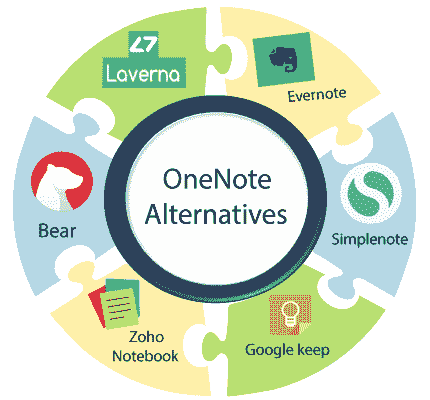 Laverna
Evernote
OneNote
Alternatives
Bear
Simplenote
Zoho
Notebook
Google keep